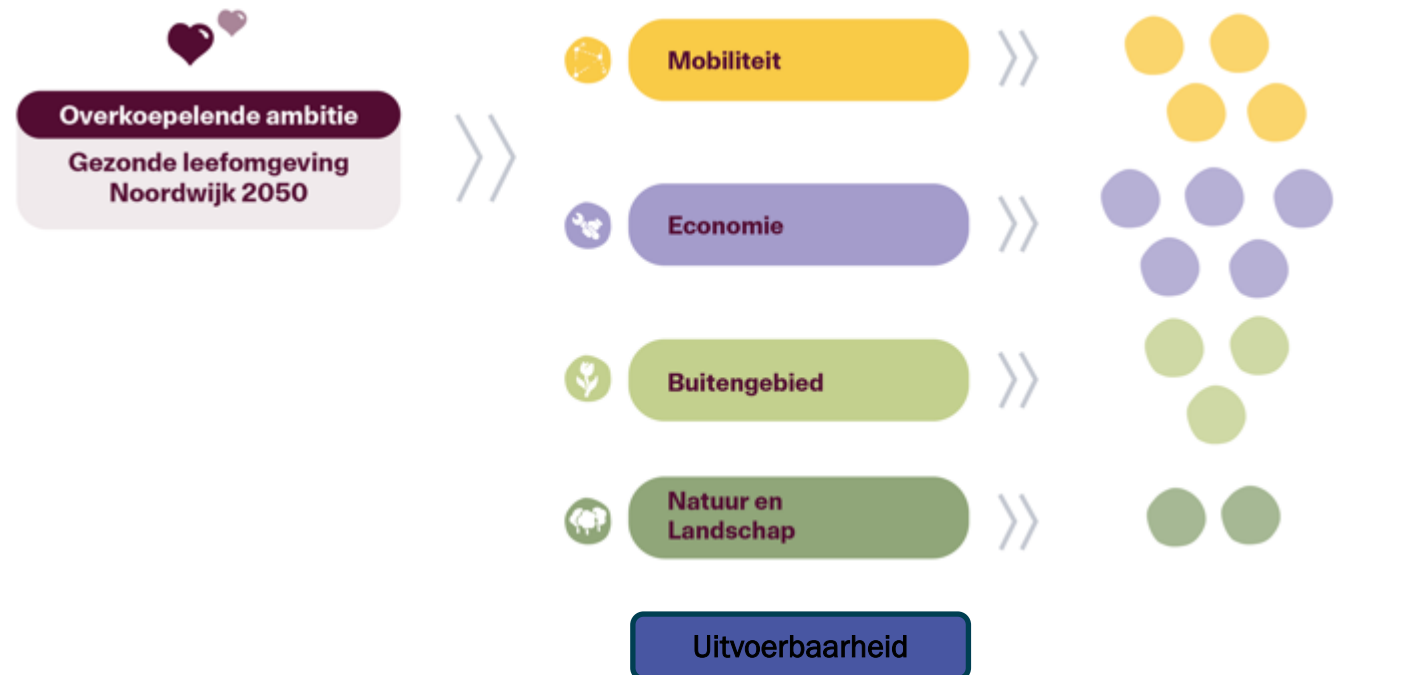 Overkoepelende ambitie
Gezonde leefomgeving
Noordwijk 2050
Mobiliteit
Economie
Buitengebied
Natuur en
Landschap
Uitvoerbaarheid